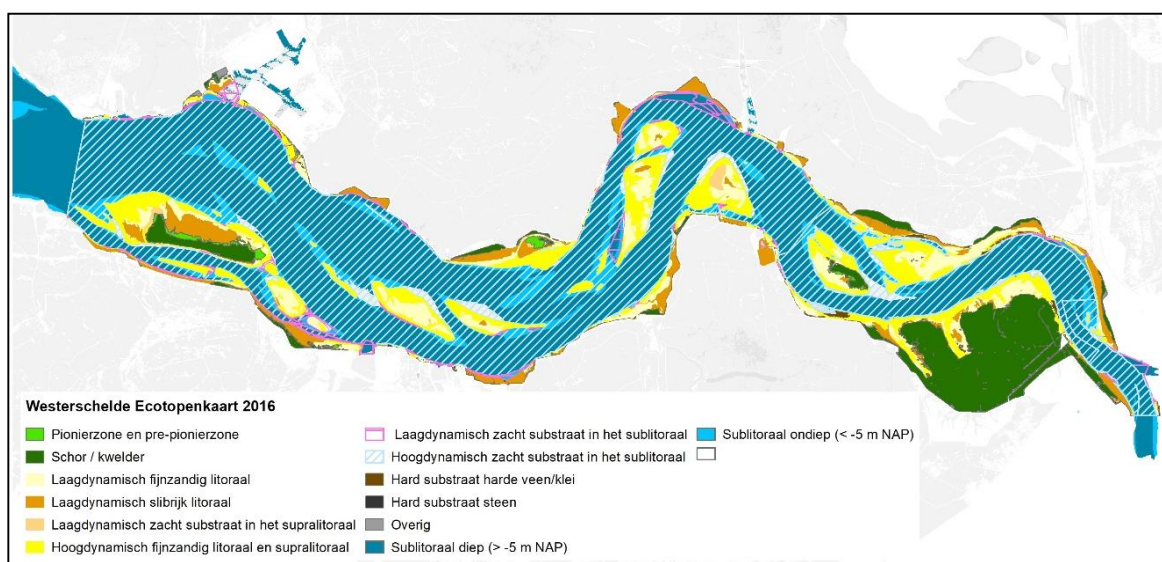 Westerschelde Ecotopenkaart 2016
Pionierzone en pre-pionierzone
Schor / kwelder
Laagdynamisch fijnzandig litoraal
Laagdynamisch slibrijk litoraal
Laagdynamisch zacht substraat in het supralitoraal
Hoogdynamisch fijnzandig litoraal en supralitoraal
Laagdynamisch zacht substraat in het sublitoraal
Hoogdynamisch zacht substraat in het sublitoraal
Hard substraat harde veen/klei
Hard substraat steen
Overig
Sublitoraal diep (> -5 m NAP)
Sublitoraal ondiep (< -5 m NAP)